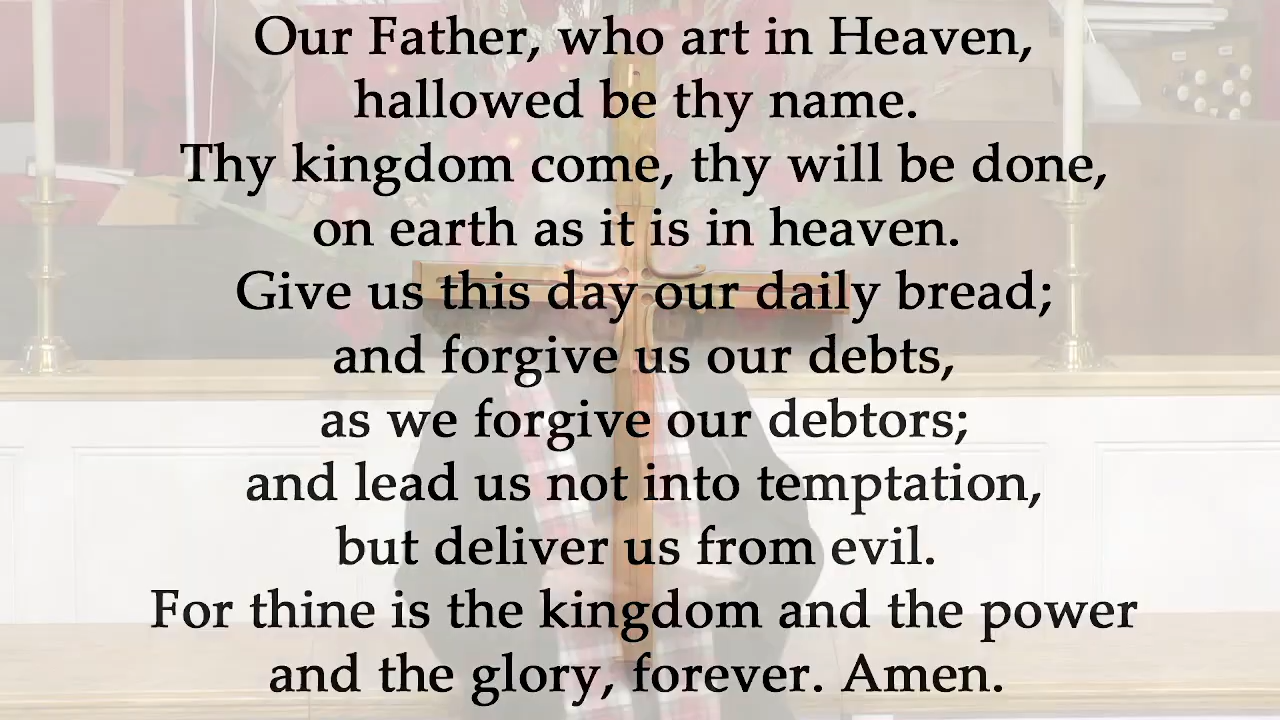 Our Father, who art in Heaven,
hallowed be thy name.
Thy kingdom come, thy will be done,
on earth as it is in heaven.
Give us this day our daily bread;
and forgive us our debts,
as we forgive our debtors;
and lead us not into temptation,
but deliver us from evil.
For thine is the kingdom and the power
and the glory, forever. Amen.